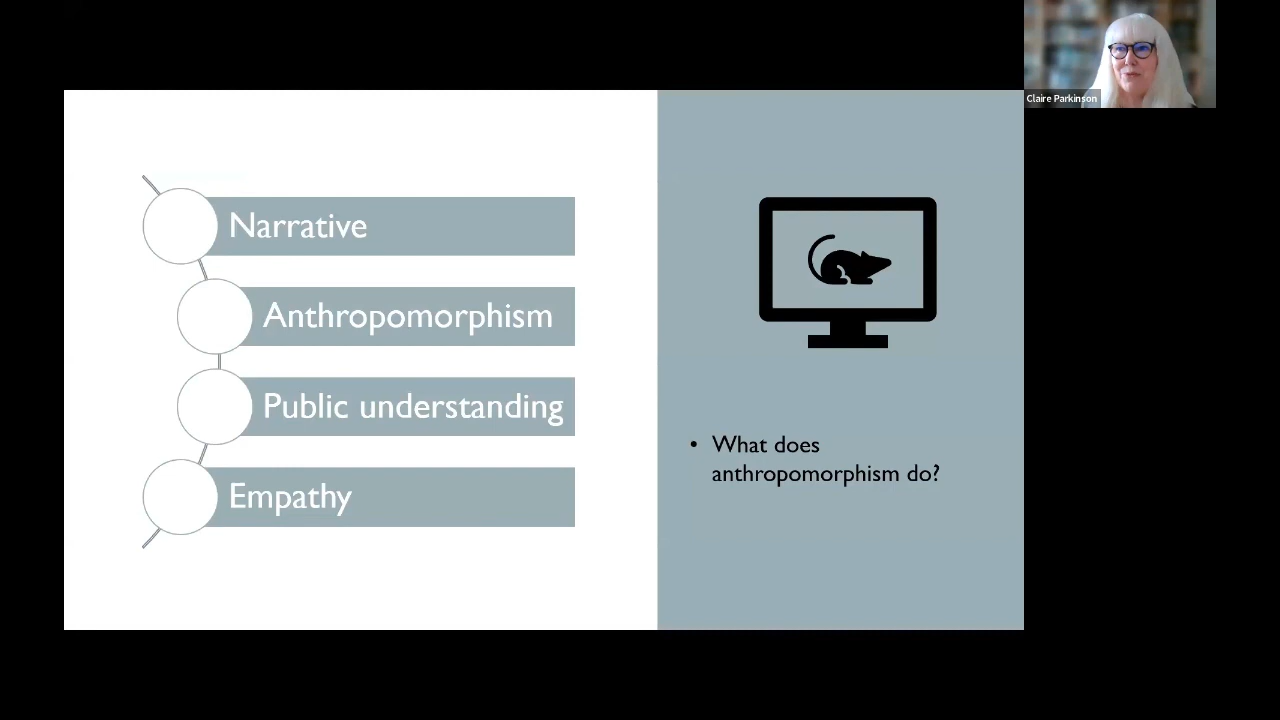 Claire Parkinson
Narrative
Anthropomorphism
Public understanding
Empathy
• What does
anthropomorphism do?